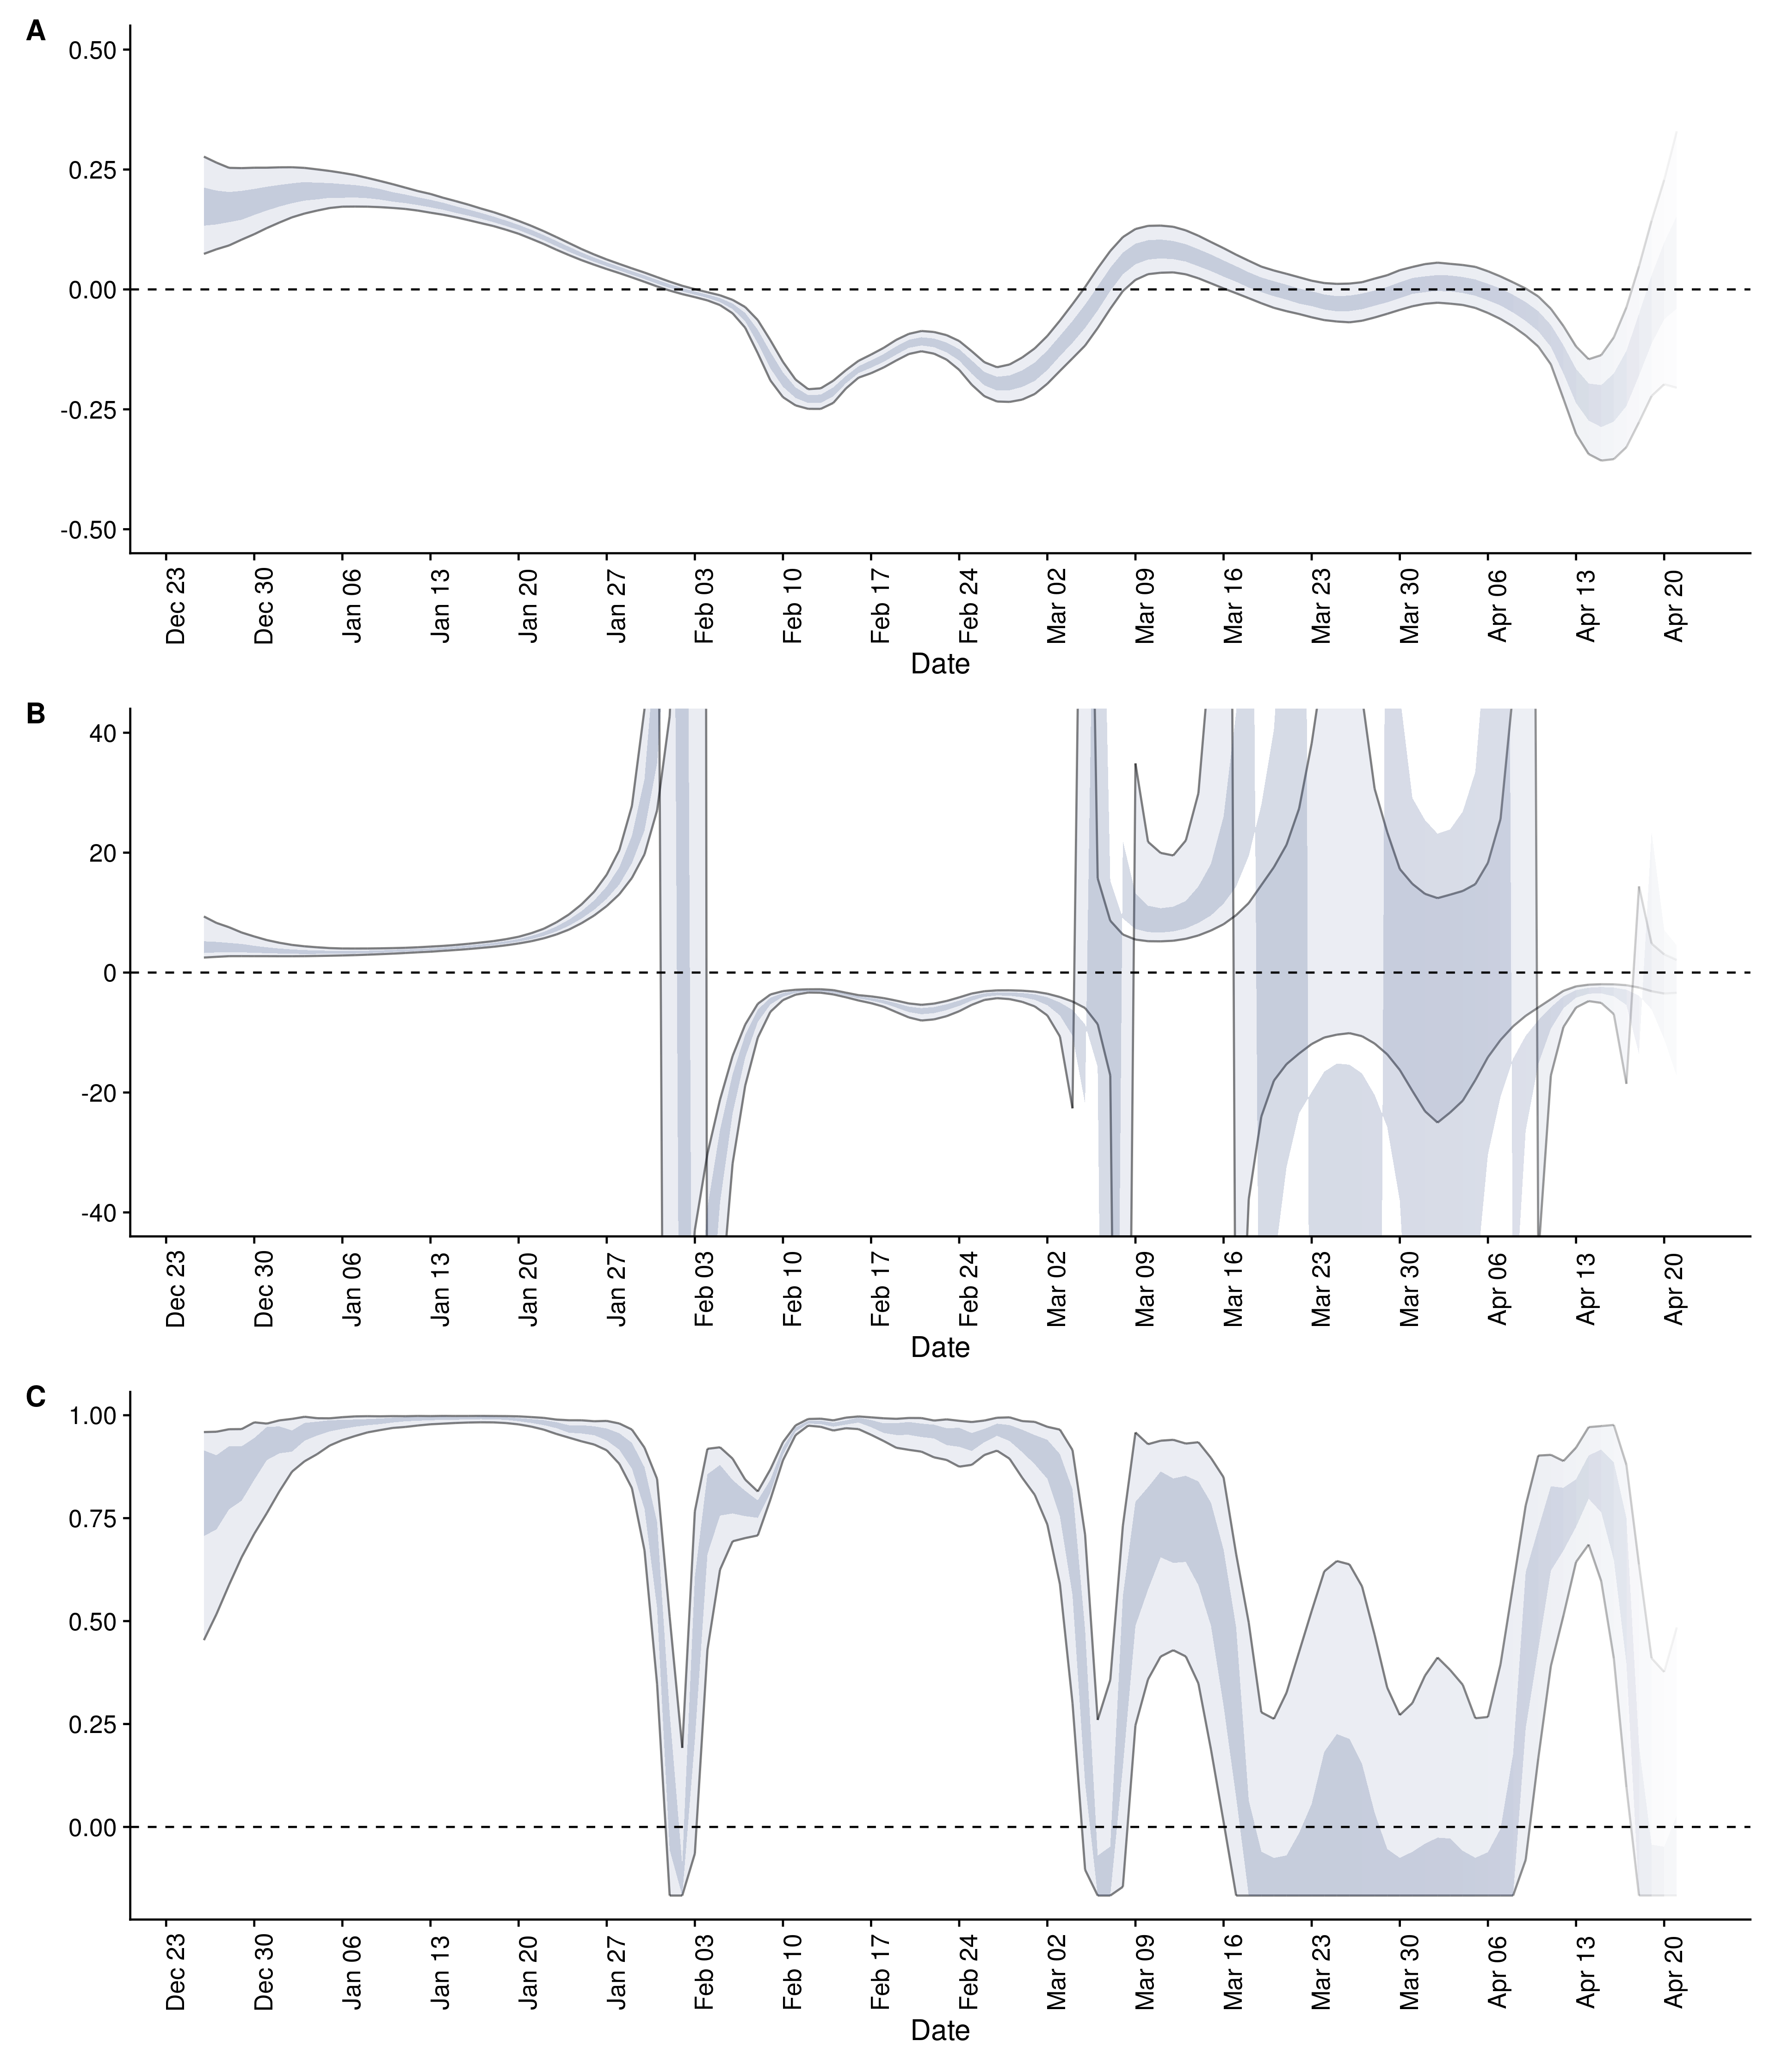 A
0.50
0.25
0.00
-0.25
-0.50
Dec 23
Dec 30
Jan 06
Jan 13
Jan 20
Jan 27
Feb 03
Feb 10
Feb 17
Feb 24
Mar 02
Mar 09
Mar 16
Mar 23
Mar 30
Apr 06
Apr 13
Apr 20
Date
B
40
20
0
-20
-40
Dec 23
Dec 30
Jan 06
Jan 13
Jan 20
Jan 27
Feb 03
Feb 10
Feb 17
Feb 24
Mar 02
Mar 09
Mar 16
Mar 23
Mar 30
Apr 06
Apr 13
Apr 20
Date
C
1.00
0.75
0.50
0.25
0.00
Dec 23
Dec 30
Jan 06
Jan 13
Jan 20
Jan 27
Feb 03
Feb 10
Feb 17
Feb 24
Mar 02
Mar 09
Mar 16
Mar 23
Mar 30
Apr 06
Apr 13
Apr 20
Date